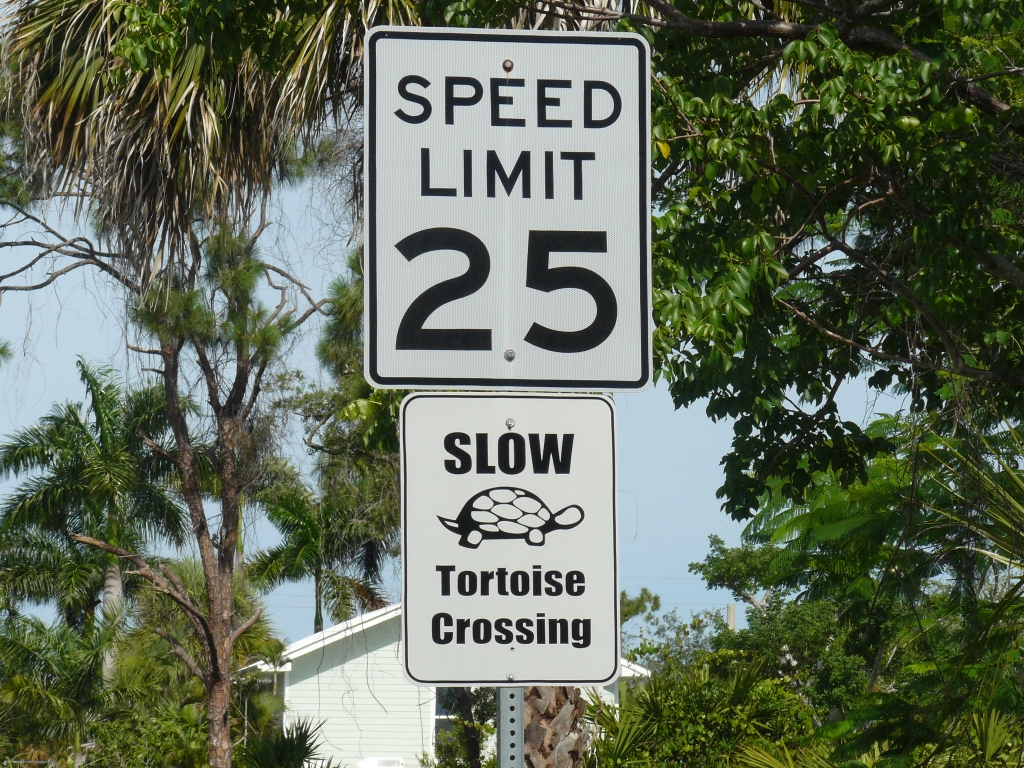 SPEED
LIMIT
25
SLOW
Tortoise
Crossing